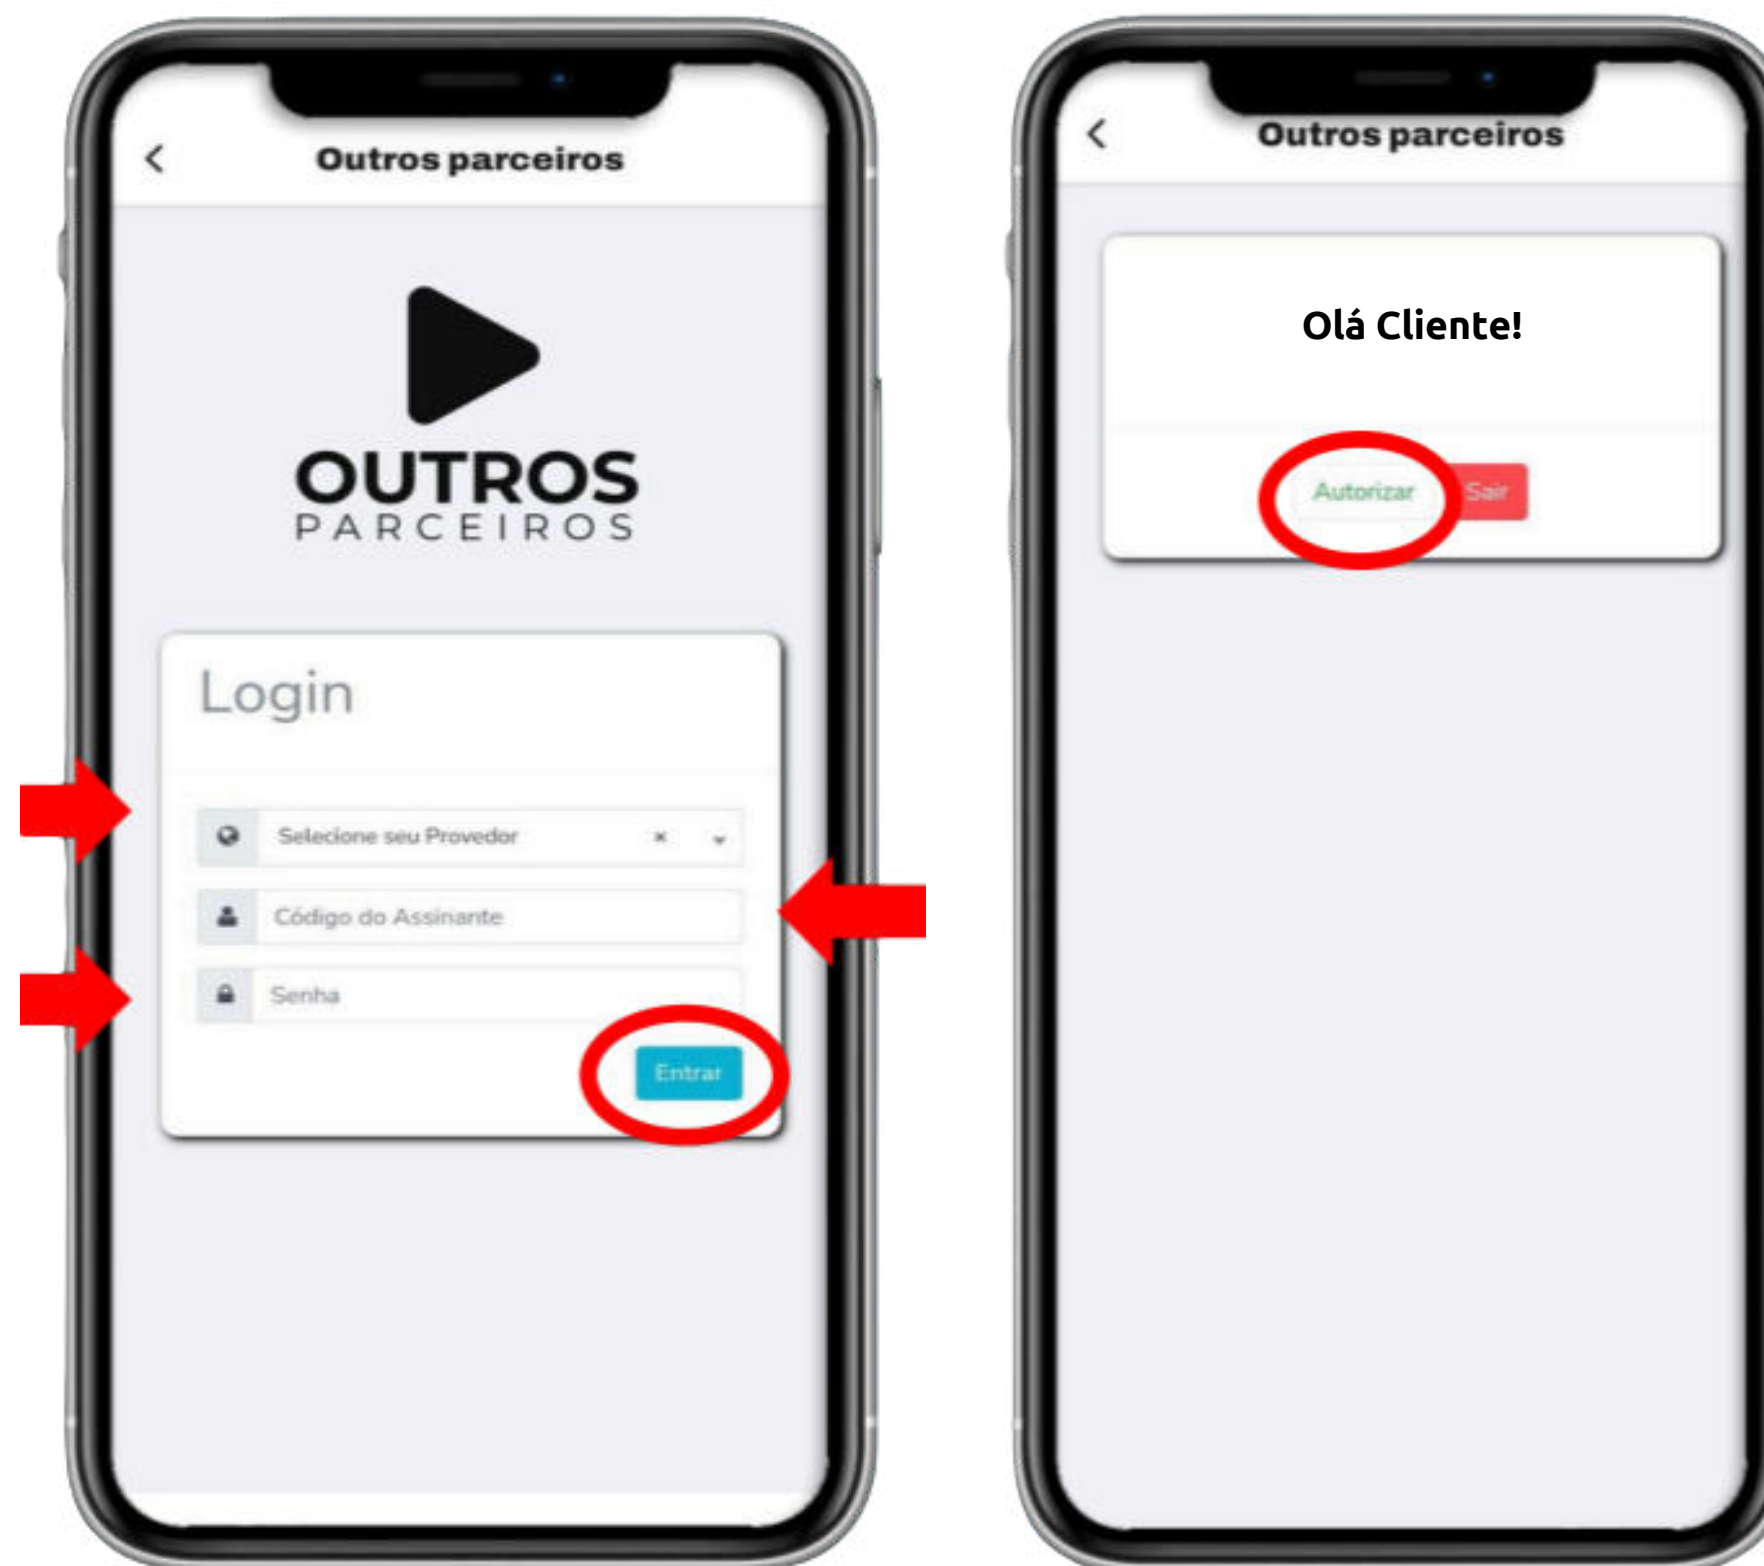 Outros parceiros
OUTROS
PARCEIROS
Login
Selecione seu Provedor
Código do Assinante
Senha
Entrar
Outros parceiros
Olá Cliente!
Autorizar
Sair